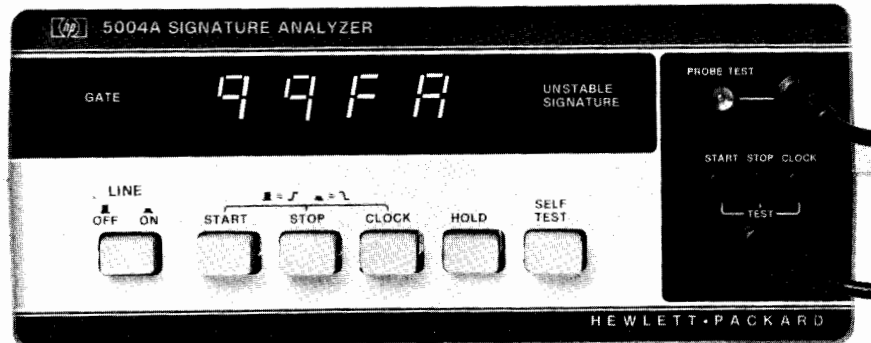 hp 5004A SIGNATURE ANALYZER
GATE 99FA UNSTABLE SIGNATURE
PROBE TEST
START STOP CLOCK
TEST
LINE
OFF ON
START STOP CLOCK HOLD SELF TEST
HEWLETT•PACKARD